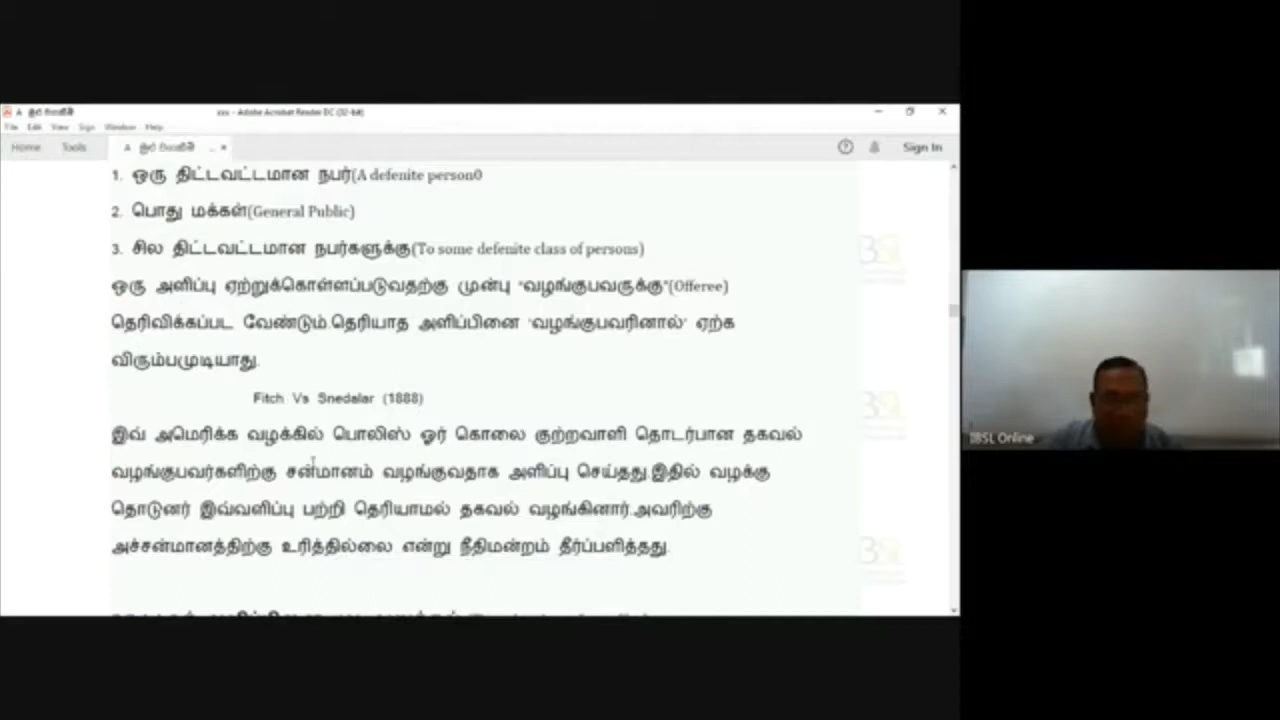 xxx - Adobe Acrobat Reader DC (32-bit)
File Edit View Sign Window Help
Home Tools Sign In
1. ஒரு திட்டவட்டமான நபர்(A defenite person0
2. பொது மக்கள்(General Public)
3. சில திட்டவட்டமான நபர்களுக்கு(To some defenite class of persons)
ஒரு அளிப்பு ஏற்றுக்கொள்ளப்படுவதற்கு முன்பு "வழங்குபவருக்கு"(Offeree)
தெரிவிக்கப்பட வேண்டும்.தெரியாத அளிப்பினை 'வழங்குபவரினால்' ஏற்க
விரும்பமுடியாது.
Fitch Vs Snedalar (1888)
இவ் அமெரிக்க வழக்கில் பொலிஸ் ஓர் கொலை குற்றவாளி தொடர்பான தகவல்
வழங்குபவர்களிற்கு சன்மானம் வழங்குவதாக அளிப்பு செய்தது.இதில் வழக்கு
தொடுனர் இவ்வளிப்பு பற்றி தெரியாமல் தகவல் வழங்கினார்.அவரிற்கு
அச்சன்மானத்திற்கு உரித்தில்லை என்று நீதிமன்றம் தீர்ப்பளித்தது.
IBSL Online